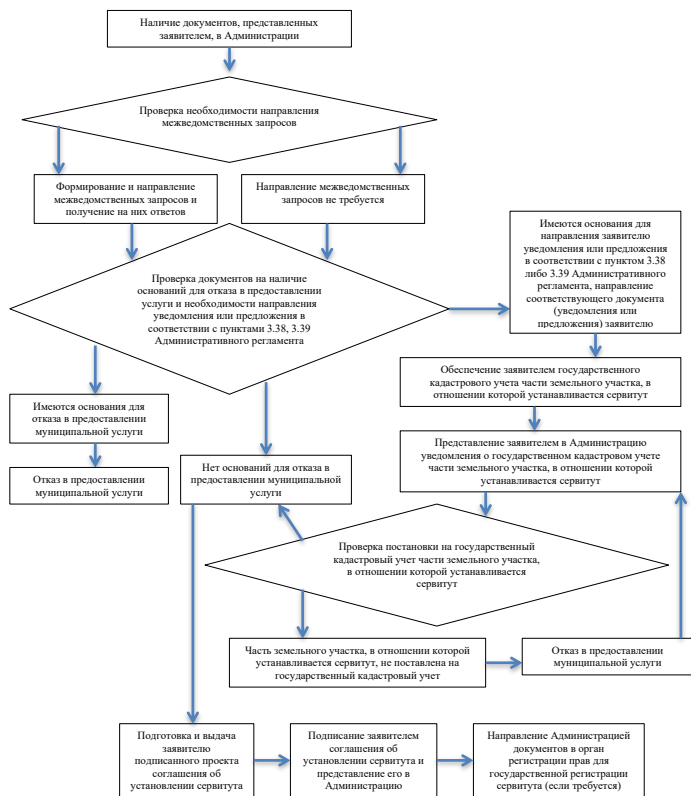 Наличие документов, представленных
заявителем, в Администрации
Проверка необходимости направления
межведомственных запросов
Формирование и направление
межведомственных запросов и
получение на них ответов
Направление межведомственных
запросов не требуется
Имеются основания для
направления заявителю
уведомления или предложения
в соответствии с пунктом 3.38
либо 3.39 Административного
регламента, направление
соответствующего документа
(уведомления или
предложения) заявителю
Проверка документов на наличие
оснований для отказа в предоставлении
услуги и необходимости направления
уведомления или предложения в
соответствии с пунктами 3.38, 3.39
Административного регламента
Обеспечение заявителем государственного
кадастрового учета части земельного участка, в
отношении которой устанавливается сервитут
Имеются основания для
отказа в предоставлении
муниципальной услуги
Представление заявителем в Администрацию
уведомления о государственном кадастровом учете
части земельного участка, в отношении которой
устанавливается сервитут
Отказ в предоставлении
муниципальной услуги
Нет оснований для отказа в
предоставлении муниципальной
услуги
Проверка постановки на государственный
кадастровый учет части земельного участка,
в отношении которой устанавливается
сервитут
Часть земельного участка, в отношении которой
устанавливается сервитут, не поставлена на
государственный кадастровый учет
Отказ в предоставлении
муниципальной услуги
Подготовка и выдача
заявителю
подписанного проекта
соглашения об
установлении сервитута
Подписание заявителем
соглашения об
установлении сервитута и
представление его в
Администрацию
Направление Администрацией
документов в орган
регистрации прав для
государственной регистрации
сервитута (если требуется)